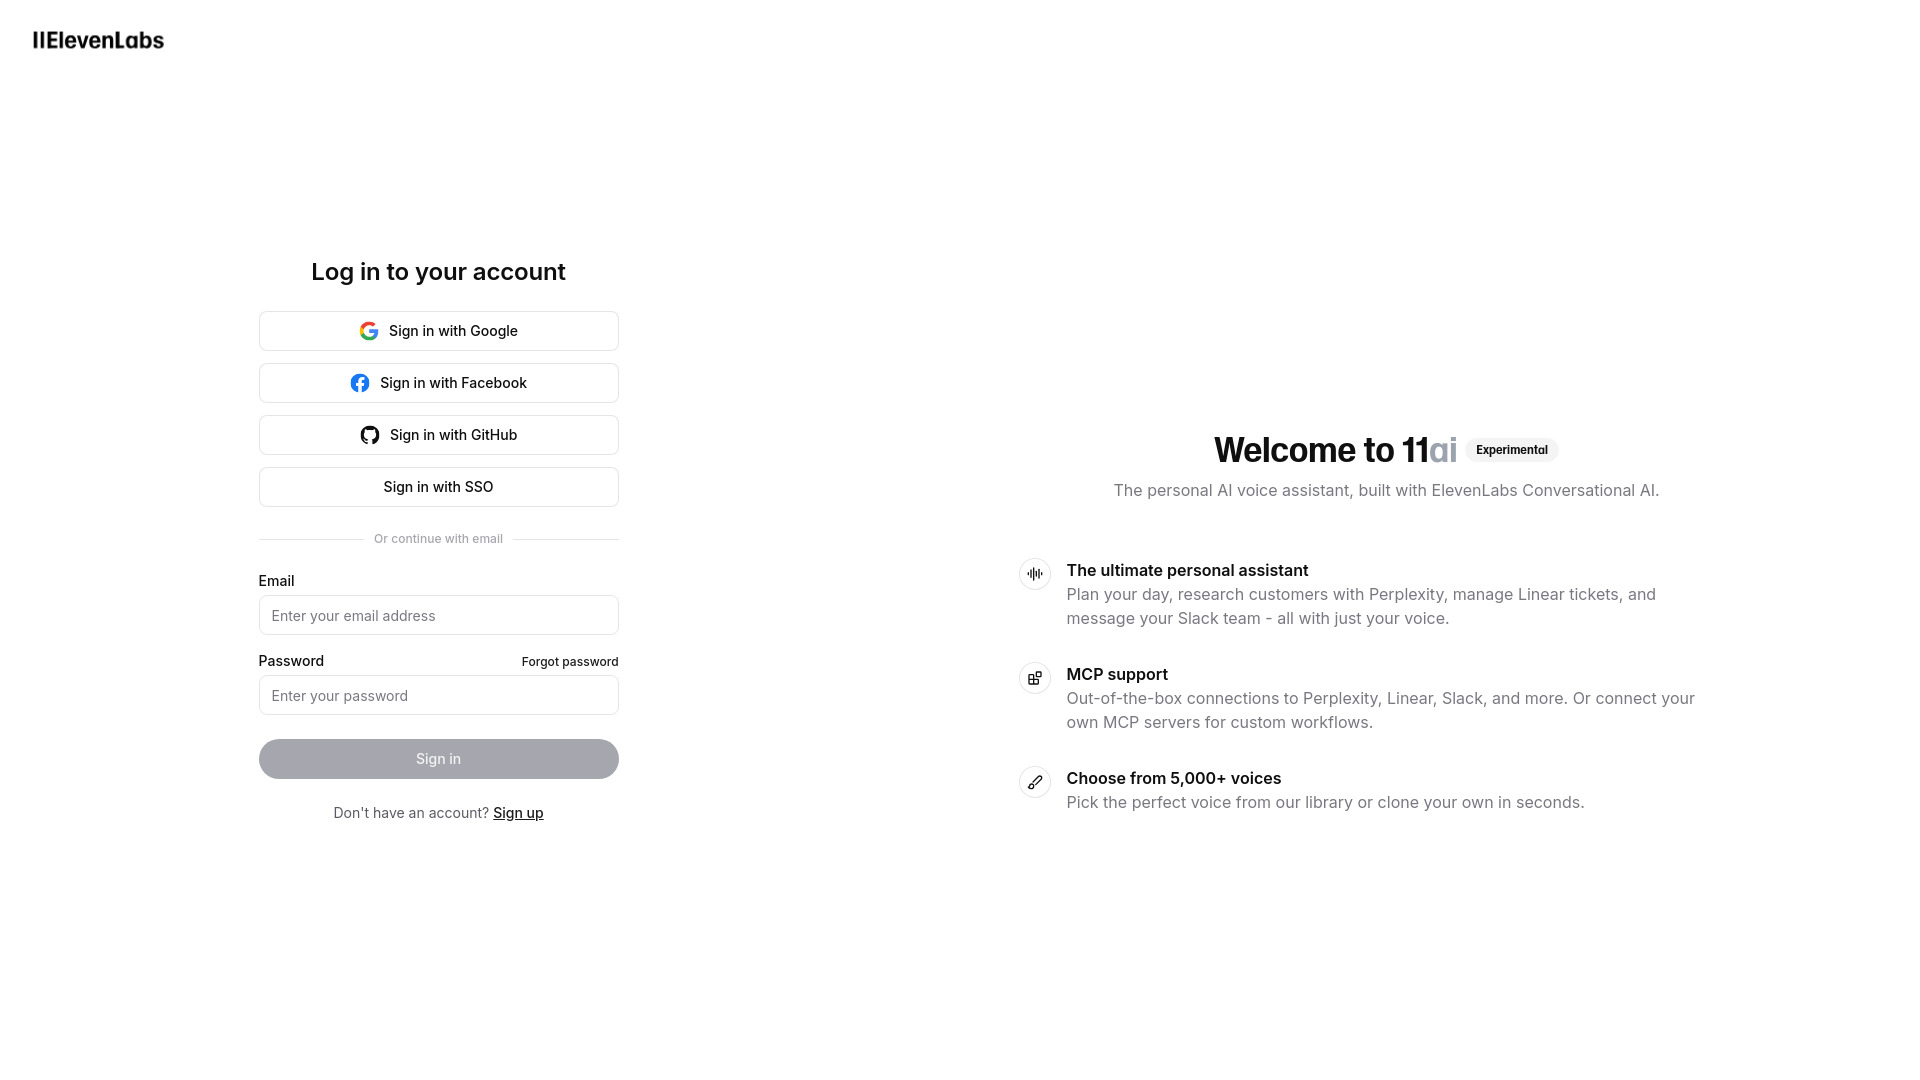 IIElevenLabs
Log in to your account
Sign in with Google
Sign in with Facebook
Sign in with GitHub
Sign in with SSO
Or continue with email
Email
Enter your email address
Password
Forgot password
Enter your password
Sign in
Don't have an account? Sign up
Welcome to 11ai Experimental
The personal AI voice assistant, built with ElevenLabs Conversational AI.
The ultimate personal assistant
Plan your day, research customers with Perplexity, manage Linear tickets, and
message your Slack team - all with just your voice.
MCP support
Out-of-the-box connections to Perplexity, Linear, Slack, and more. Or connect your
own MCP servers for custom workflows.
Choose from 5,000+ voices
Pick the perfect voice from our library or clone your own in seconds.